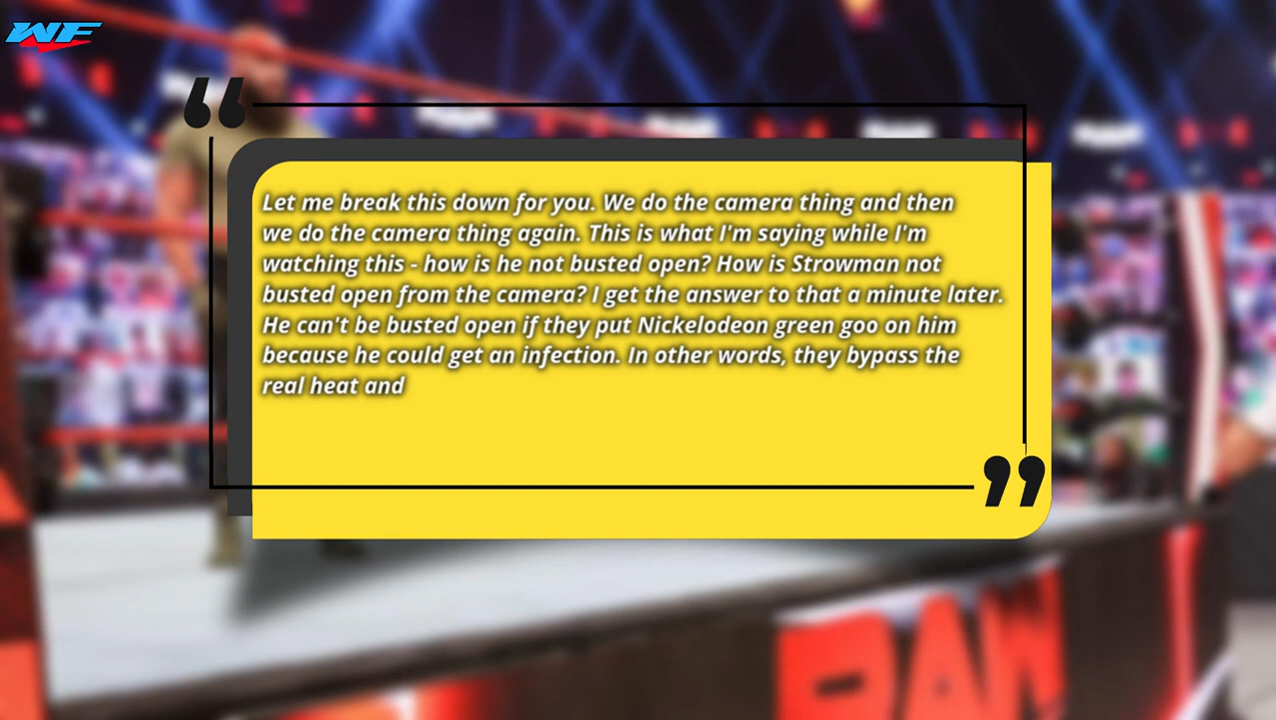 WF
“
Let me break this down for you. We do the camera thing and then
we do the camera thing again. This is what I'm saying while I'm
watching this - how is he not busted open? How is Strowman not
busted open from the camera? I get the answer to that a minute later.
He can't be busted open if they put Nickelodeon green goo on him
because he could get an infection. In other words, they bypass the
real heat and
”
RAW